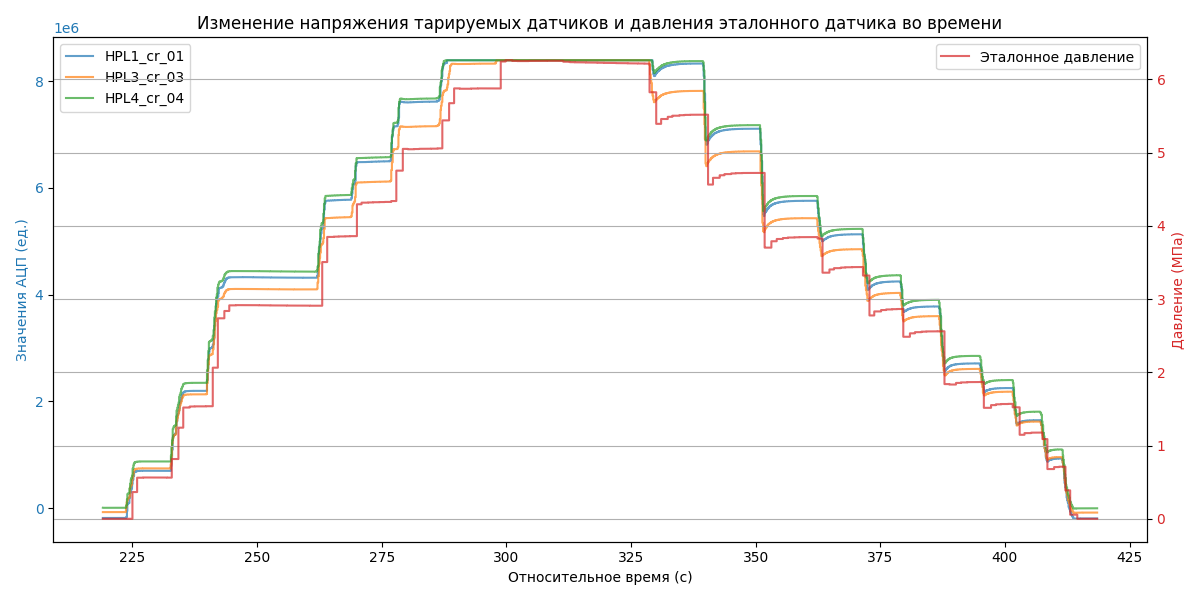 Изменение напряжения тарируемых датчиков и давления эталонного датчика во времени
1e6
HPL1_cr_01
HPL3_cr_03
HPL4_cr_04
Эталонное давление
8
6
4
2
0
Значения АЦП (ед.)
6
5
4
3
2
1
0
Давление (МПа)
225 250 275 300 325 350 375 400 425
Относительное время (с)